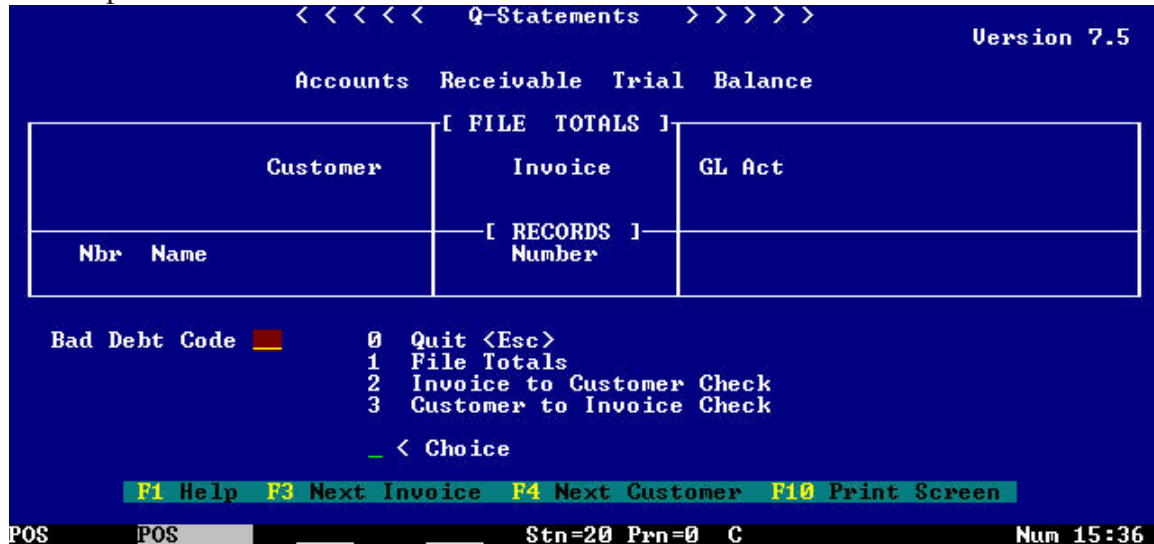 < < < < <   Q-Statements   > > > > >
Version 7.5
Accounts Receivable Trial Balance
[ FILE TOTALS ]
Customer Invoice GL Act
[ RECORDS ]
Nbr Name Number
Bad Debt Code 0 Quit <Esc>
1 File Totals
2 Invoice to Customer Check
3 Customer to Invoice Check
_ < Choice
F1 Help F3 Next Invoice F4 Next Customer F10 Print Screen
POS POS Stn=20 Prn=0 C Num 15:36